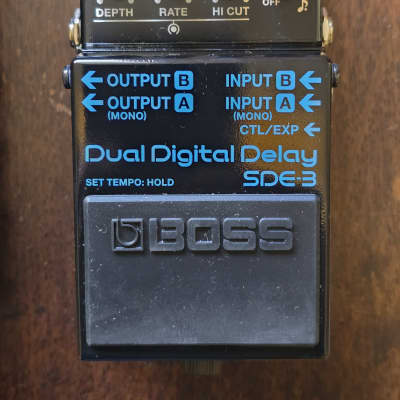 DEPTH RATE HI CUT OFF
OUTPUT B INPUT B
OUTPUT A INPUT A
(MONO) (MONO)
CTL/EXP
Dual Digital Delay
SET TEMPO: HOLD SDE-3
BOSS